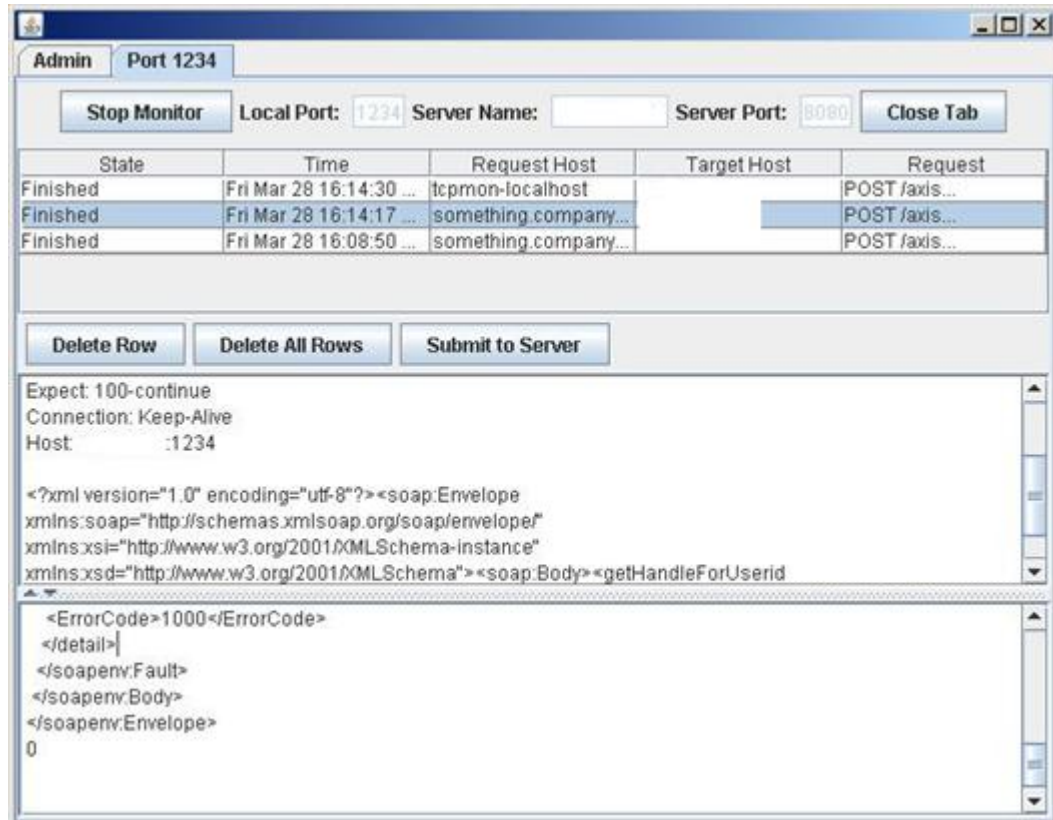 Admin Port 1234
Stop Monitor Local Port: 1234 Server Name: Server Port: 8080 Close Tab
State Time Request Host Target Host Request
Finished Fri Mar 28 16:14:30 ... tcpmon-localhost POST /axis...
Finished Fri Mar 28 16:14:17 ... something.company... POST /axis...
Finished Fri Mar 28 16:08:50 ... something.company... POST /axis...
Delete Row Delete All Rows Submit to Server
Expect: 100-continue
Connection: Keep-Alive
Host: :1234
<?xml version="1.0" encoding="utf-8"?><soap:Envelope
xmlns:soap="http://schemas.xmlsoap.org/soap/envelope/"
xmlns:xsi="http://www.w3.org/2001/XMLSchema-instance"
xmlns:xsd="http://www.w3.org/2001/XMLSchema"><soap:Body><getHandleForUserid
<ErrorCode>1000</ErrorCode>
</detail>
</soapenv:Fault>
</soapenv:Body>
</soapenv:Envelope>
0